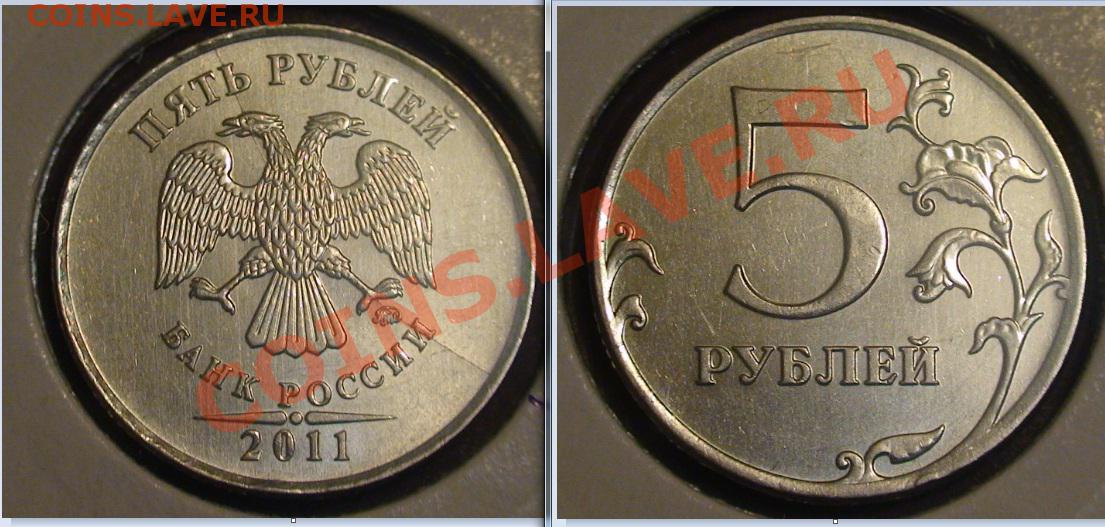 COINS.LAVE.RU
ПЯТЬ РУБЛЕЙ
БАНК РОССИИ
2011
5
РУБЛЕЙ
COINS.LAVE.RU